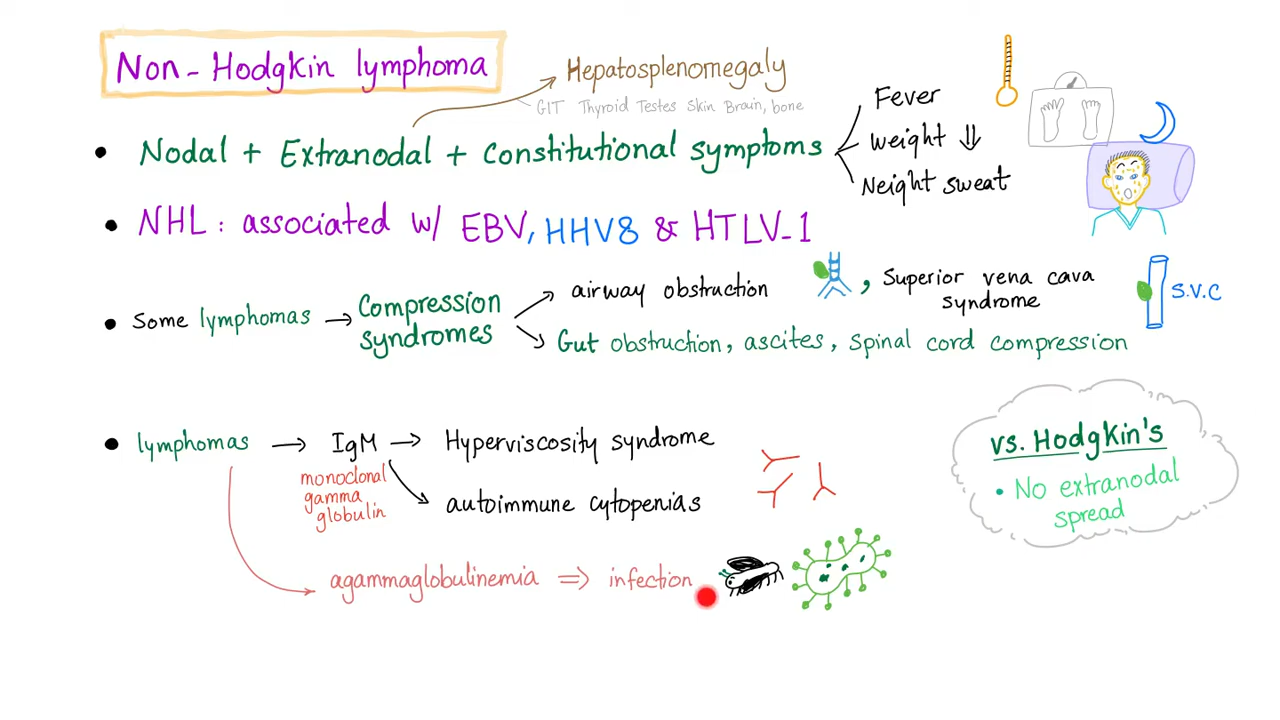 Non-Hodgkin lymphoma
Hepatosplenomegaly
GIT Thyroid Testes Skin Brain, bone
• Nodal + Extranodal + Constitutional symptoms
Fever
weight ⇓
Neight sweat
• NHL: associated w/ EBV, HHV8 & HTLV-1
• Some lymphomas → Compression syndromes
airway obstruction
, Superior vena cava
syndrome
S.V.C
Gut obstruction, ascites, spinal cord compression
• lymphomas → IgM → Hyperviscosity syndrome
monoclonal
gamma
globulin
autoimmune cytopenias
agammaglobulinemia ⇒ infection
vs. Hodgkin's
• No extranodal
spread